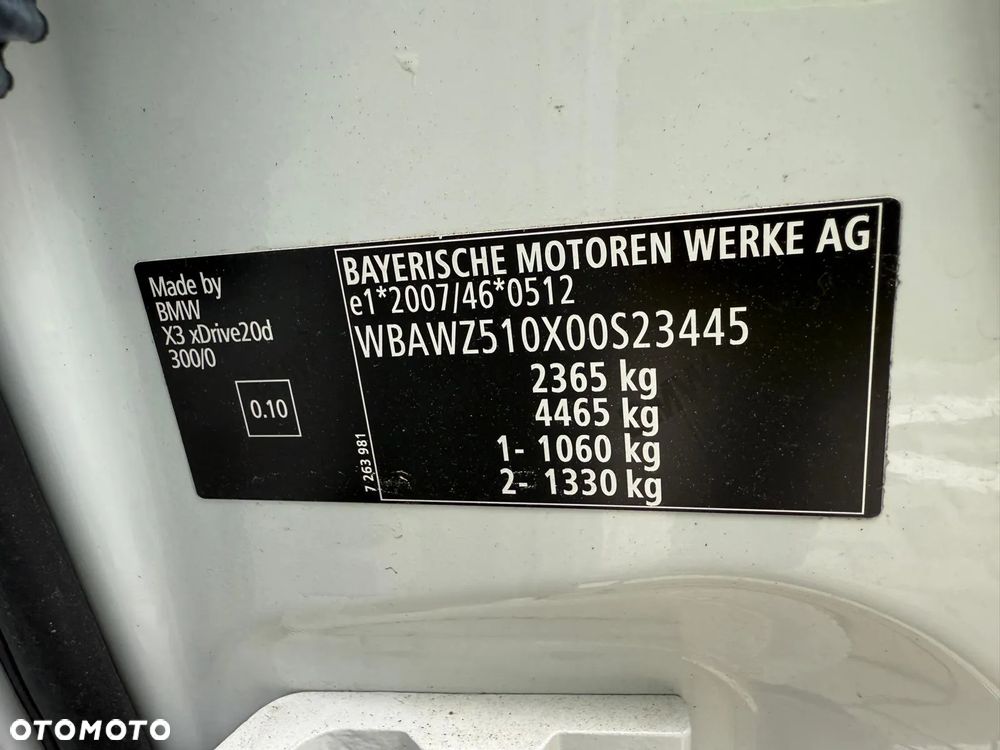 Made by
BMW
X3 xDrive20d
300/0
0.10
7 263 981
BAYERISCHE MOTOREN WERKE AG
e1*2007/46*0512
WBAWZ510X00S23445
2365 kg
4465 kg
1- 1060 kg
2- 1330 kg
OTOMOTO